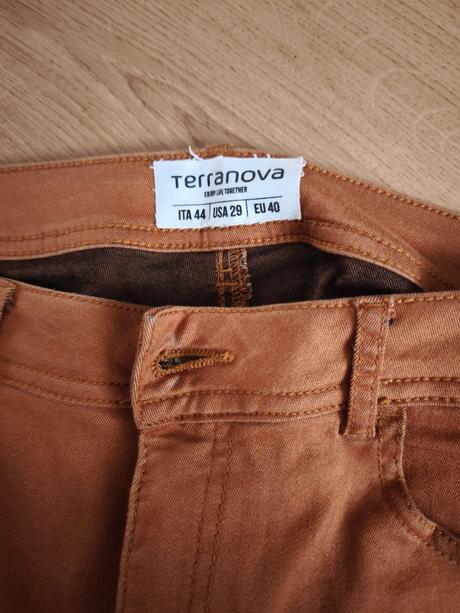 Terranova
ENJOY LIFE TOGETHER
ITA 44 | USA 29 | EU 40